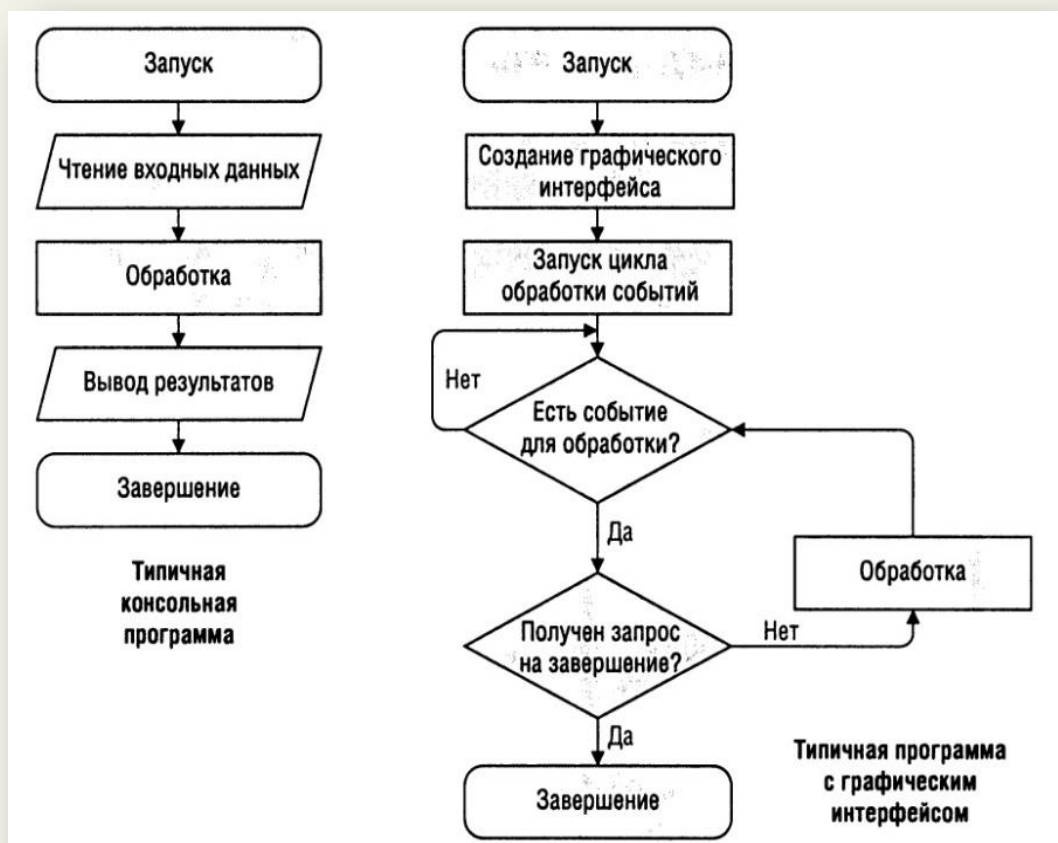 Запуск
Чтение входных данных
Обработка
Вывод результатов
Завершение
Типичная
консольная
программа
Запуск
Создание графического
интерфейса
Запуск цикла
обработки событий
Нет
Есть событие
для обработки?
Да
Обработка
Получен запрос
на завершение?
Нет
Да
Завершение
Типичная программа
с графическим
интерфейсом